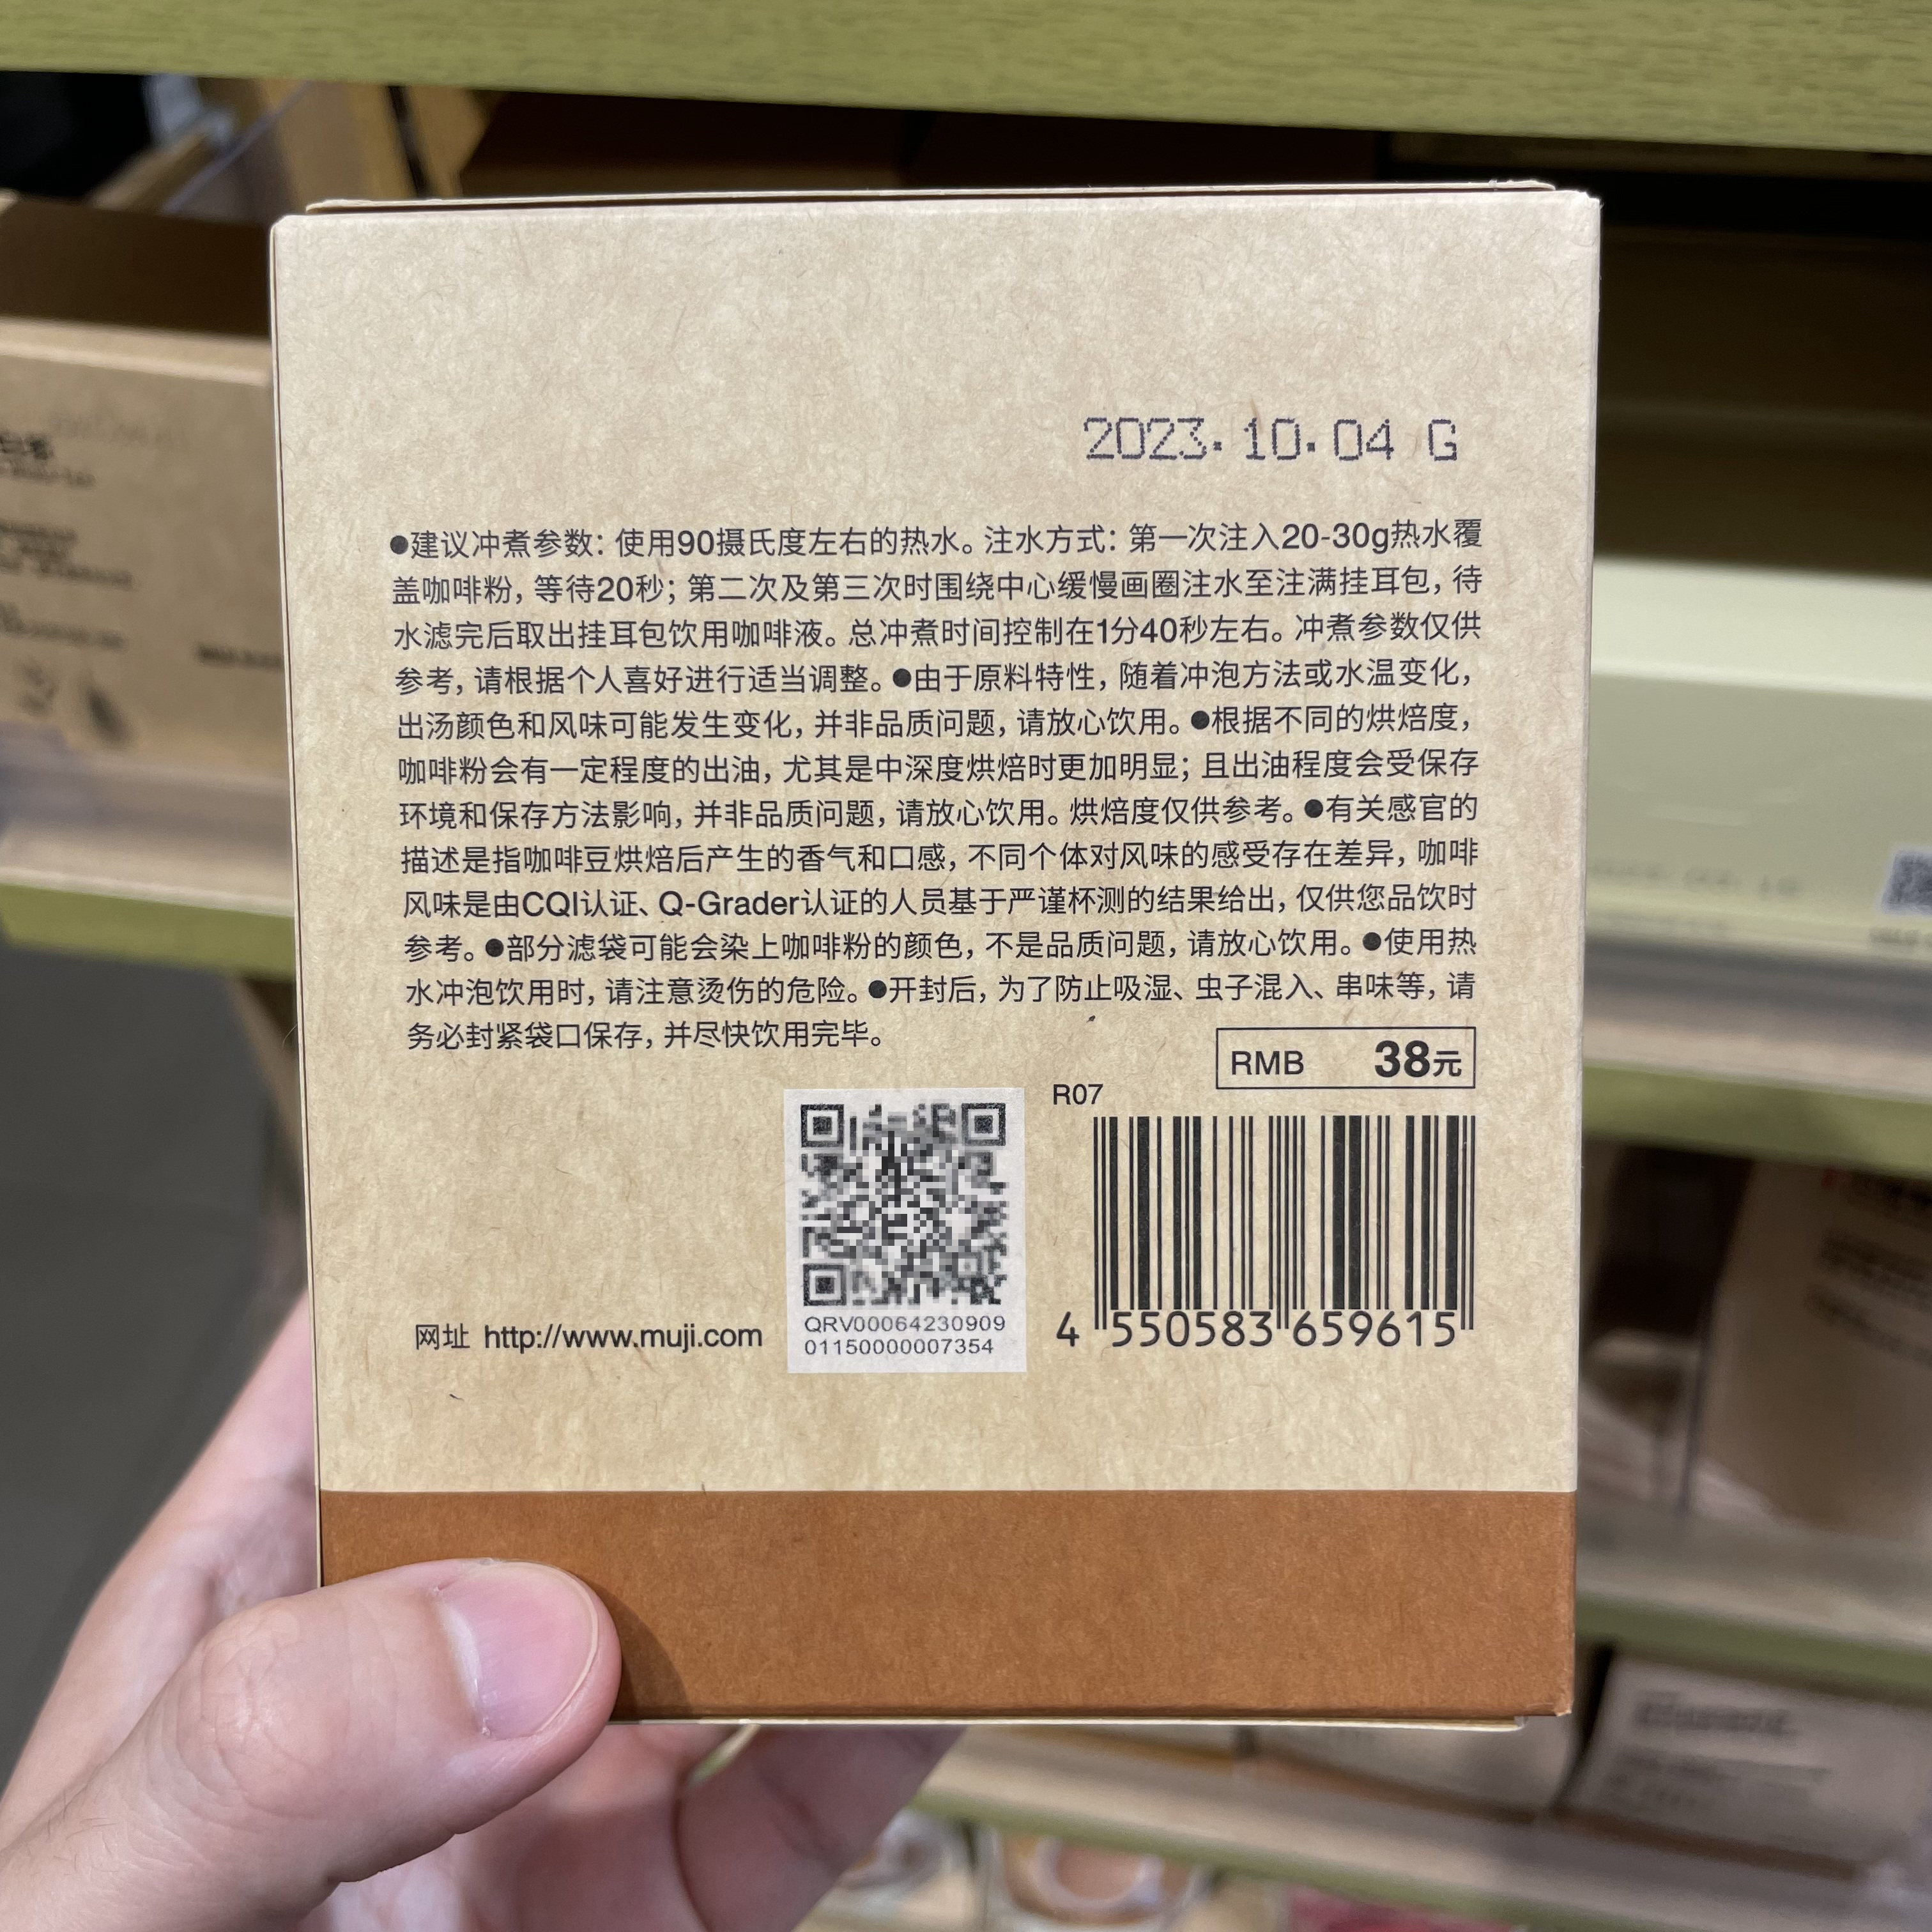 2023.10.04 G
●建议冲煮参数：使用90摄氏度左右的热水。注水方式：第一次注入20-30g热水覆
盖咖啡粉，等待20秒；第二次及第三次时围绕中心缓慢画圈注水至注满挂耳包，待
水滤完后取出挂耳包饮用咖啡液。总冲煮时间控制在1分40秒左右。冲煮参数仅供
参考，请根据个人喜好进行适当调整。●由于原料特性，随着冲泡方法或水温变化，
出汤颜色和风味可能发生变化，并非品质问题，请放心饮用。●根据不同的烘焙度，
咖啡粉会有一定程度的出油，尤其是中深度烘焙时更加明显；且出油程度会受保存
环境和保存方法影响，并非品质问题，请放心饮用。烘焙度仅供参考。●有关感官的
描述是指咖啡豆烘焙后产生的香气和口感，不同个体对风味的感受存在差异，咖啡
风味是由CQI认证、Q-Grader认证的人员基于严谨杯测的结果给出，仅供您品饮时
参考。●部分滤袋可能会染上咖啡粉的颜色，不是品质问题，请放心饮用。●使用热
水冲泡饮用时，请注意烫伤的危险。●开封后，为了防止吸湿、虫子混入、串味等，请
务必封紧袋口保存，并尽快饮用完毕。
RMB 38元
R07
网址 http://www.muji.com
QRV00064230909
01150000007354
4 550583 659615